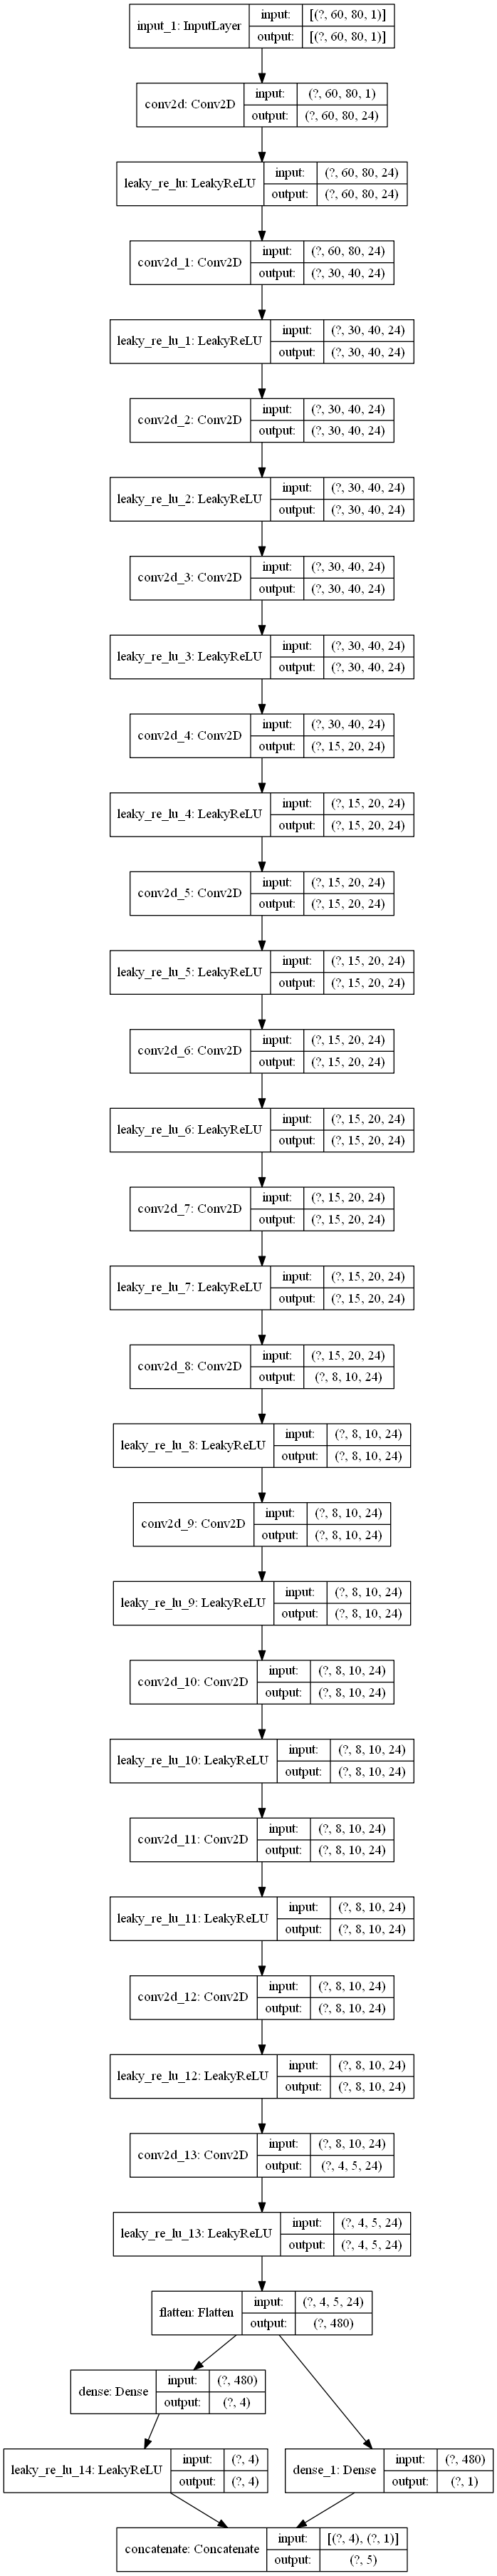 input_1: InputLayer
input: [(?, 60, 80, 1)]
output: [(?, 60, 80, 1)]
conv2d: Conv2D
input: (?, 60, 80, 1)
output: (?, 60, 80, 24)
leaky_re_lu: LeakyReLU
input: (?, 60, 80, 24)
output: (?, 60, 80, 24)
conv2d_1: Conv2D
input: (?, 60, 80, 24)
output: (?, 30, 40, 24)
leaky_re_lu_1: LeakyReLU
input: (?, 30, 40, 24)
output: (?, 30, 40, 24)
conv2d_2: Conv2D
input: (?, 30, 40, 24)
output: (?, 30, 40, 24)
leaky_re_lu_2: LeakyReLU
input: (?, 30, 40, 24)
output: (?, 30, 40, 24)
conv2d_3: Conv2D
input: (?, 30, 40, 24)
output: (?, 30, 40, 24)
leaky_re_lu_3: LeakyReLU
input: (?, 30, 40, 24)
output: (?, 30, 40, 24)
conv2d_4: Conv2D
input: (?, 30, 40, 24)
output: (?, 15, 20, 24)
leaky_re_lu_4: LeakyReLU
input: (?, 15, 20, 24)
output: (?, 15, 20, 24)
conv2d_5: Conv2D
input: (?, 15, 20, 24)
output: (?, 15, 20, 24)
leaky_re_lu_5: LeakyReLU
input: (?, 15, 20, 24)
output: (?, 15, 20, 24)
conv2d_6: Conv2D
input: (?, 15, 20, 24)
output: (?, 15, 20, 24)
leaky_re_lu_6: LeakyReLU
input: (?, 15, 20, 24)
output: (?, 15, 20, 24)
conv2d_7: Conv2D
input: (?, 15, 20, 24)
output: (?, 15, 20, 24)
leaky_re_lu_7: LeakyReLU
input: (?, 15, 20, 24)
output: (?, 15, 20, 24)
conv2d_8: Conv2D
input: (?, 15, 20, 24)
output: (?, 8, 10, 24)
leaky_re_lu_8: LeakyReLU
input: (?, 8, 10, 24)
output: (?, 8, 10, 24)
conv2d_9: Conv2D
input: (?, 8, 10, 24)
output: (?, 8, 10, 24)
leaky_re_lu_9: LeakyReLU
input: (?, 8, 10, 24)
output: (?, 8, 10, 24)
conv2d_10: Conv2D
input: (?, 8, 10, 24)
output: (?, 8, 10, 24)
leaky_re_lu_10: LeakyReLU
input: (?, 8, 10, 24)
output: (?, 8, 10, 24)
conv2d_11: Conv2D
input: (?, 8, 10, 24)
output: (?, 8, 10, 24)
leaky_re_lu_11: LeakyReLU
input: (?, 8, 10, 24)
output: (?, 8, 10, 24)
conv2d_12: Conv2D
input: (?, 8, 10, 24)
output: (?, 8, 10, 24)
leaky_re_lu_12: LeakyReLU
input: (?, 8, 10, 24)
output: (?, 8, 10, 24)
conv2d_13: Conv2D
input: (?, 8, 10, 24)
output: (?, 4, 5, 24)
leaky_re_lu_13: LeakyReLU
input: (?, 4, 5, 24)
output: (?, 4, 5, 24)
flatten: Flatten
input: (?, 4, 5, 24)
output: (?, 480)
dense: Dense
input: (?, 480)
output: (?, 4)
leaky_re_lu_14: LeakyReLU
input: (?, 4)
output: (?, 4)
dense_1: Dense
input: (?, 480)
output: (?, 1)
concatenate: Concatenate
input: [(?, 4), (?, 1)]
output: (?, 5)